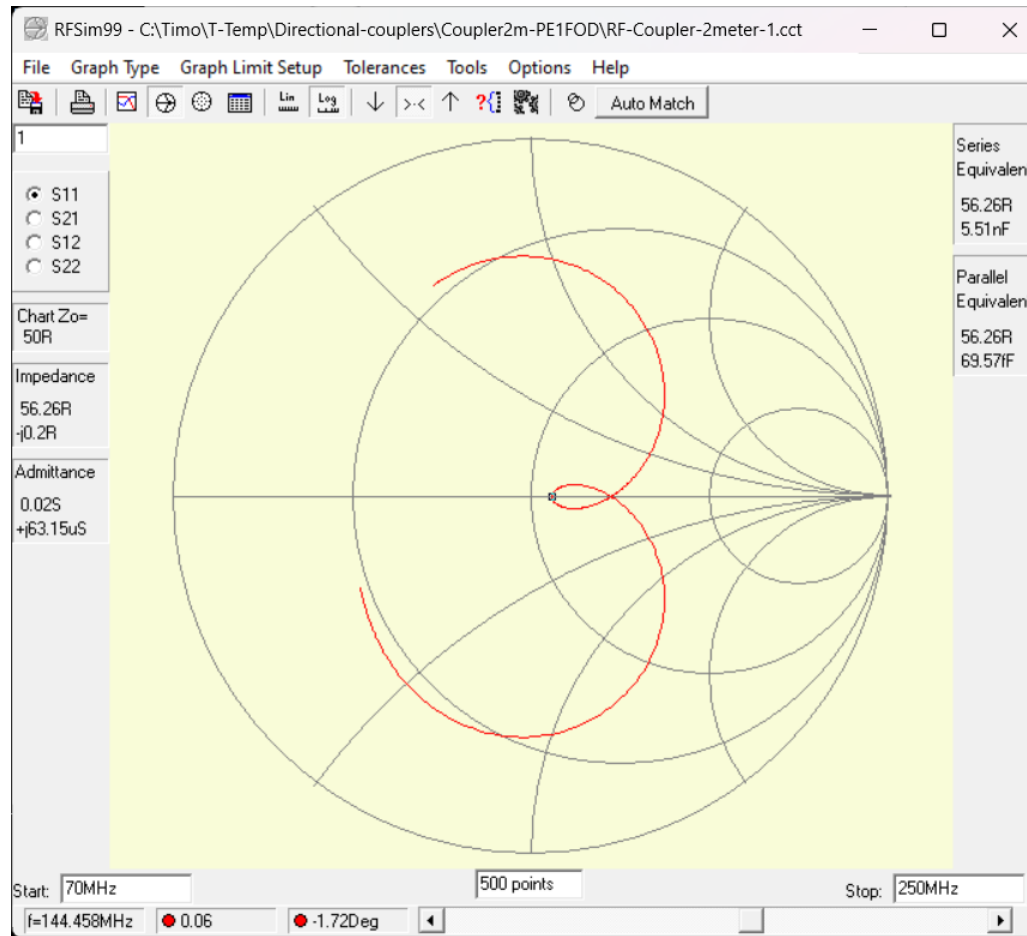 RFSim99 - C:\Timo\T-Temp\Directional-couplers\Coupler2m-PE1FOD\RF-Coupler-2meter-1.cct
File Graph Type Graph Limit Setup Tolerances Tools Options Help
Lin Log ?{ Auto Match
1
S11
S21
S12
S22
Chart Zo=
50R
Impedance
56.26R
-j0.2R
Admittance
0.02S
+j63.15uS
Series
Equivalen
56.26R
5.51nF
Parallel
Equivalen
56.26R
69.57fF
Start: 70MHz
500 points
Stop: 250MHz
f=144.458MHz 0.06 -1.72Deg